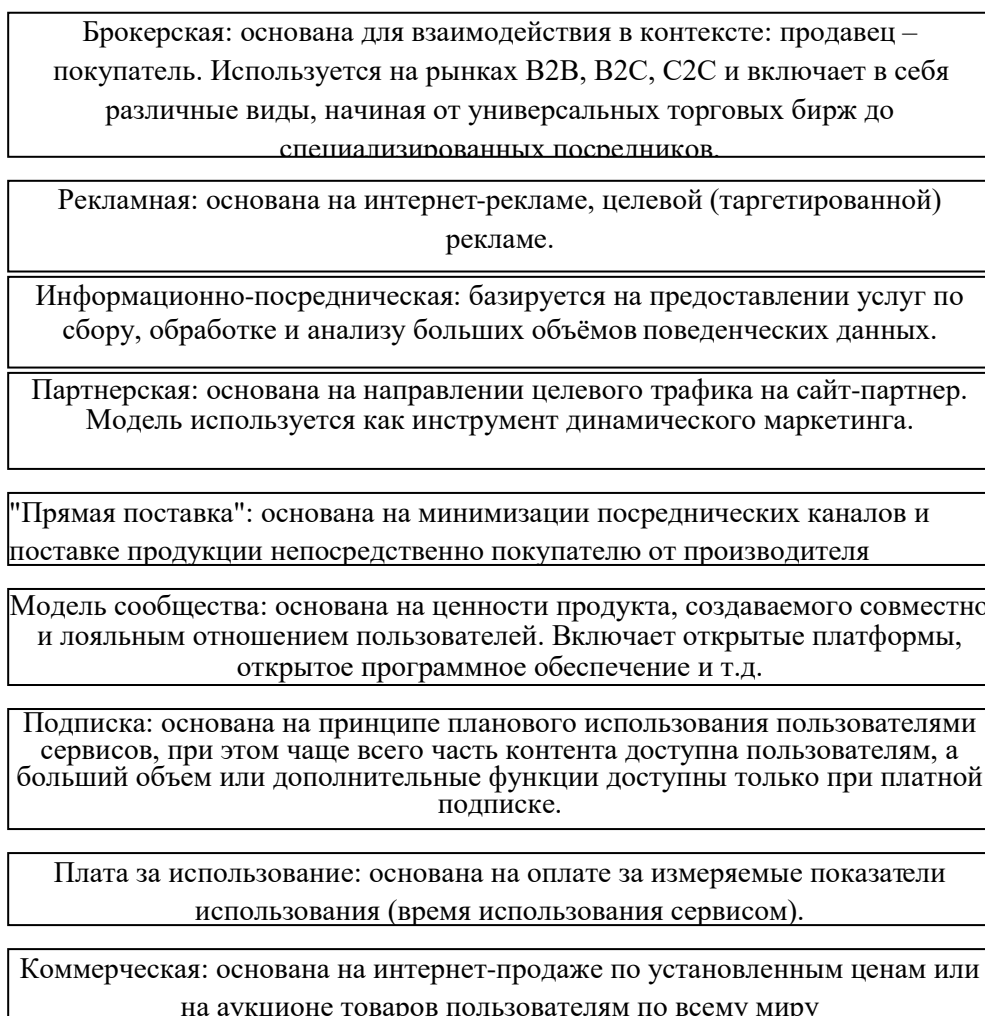 Брокерская: основана для взаимодействия в контексте: продавец –
покупатель. Используется на рынках B2B, B2C, C2C и включает в себя
различные виды, начиная от универсальных торговых бирж до
специализированных посредников.
Рекламная: основана на интернет-рекламе, целевой (таргетированной)
рекламе.
Информационно-посредническая: базируется на предоставлении услуг по
сбору, обработке и анализу больших объёмов поведенческих данных.
Партнерская: основана на направлении целевого трафика на сайт-партнер.
Модель используется как инструмент динамического маркетинга.
"Прямая поставка": основана на минимизации посреднических каналов и
поставке продукции непосредственно покупателю от производителя
Модель сообщества: основана на ценности продукта, создаваемого совместно
и лояльным отношением пользователей. Включает открытые платформы,
открытое программное обеспечение и т.д.
Подписка: основана на принципе планового использования пользователями
сервисов, при этом чаще всего часть контента доступна пользователям, а
больший объем или дополнительные функции доступны только при платной
подписке.
Плата за использование: основана на оплате за измеряемые показатели
использования (время использования сервисом).
Коммерческая: основана на интернет-продаже по установленным ценам или
на аукционе товаров пользователям по всему миру